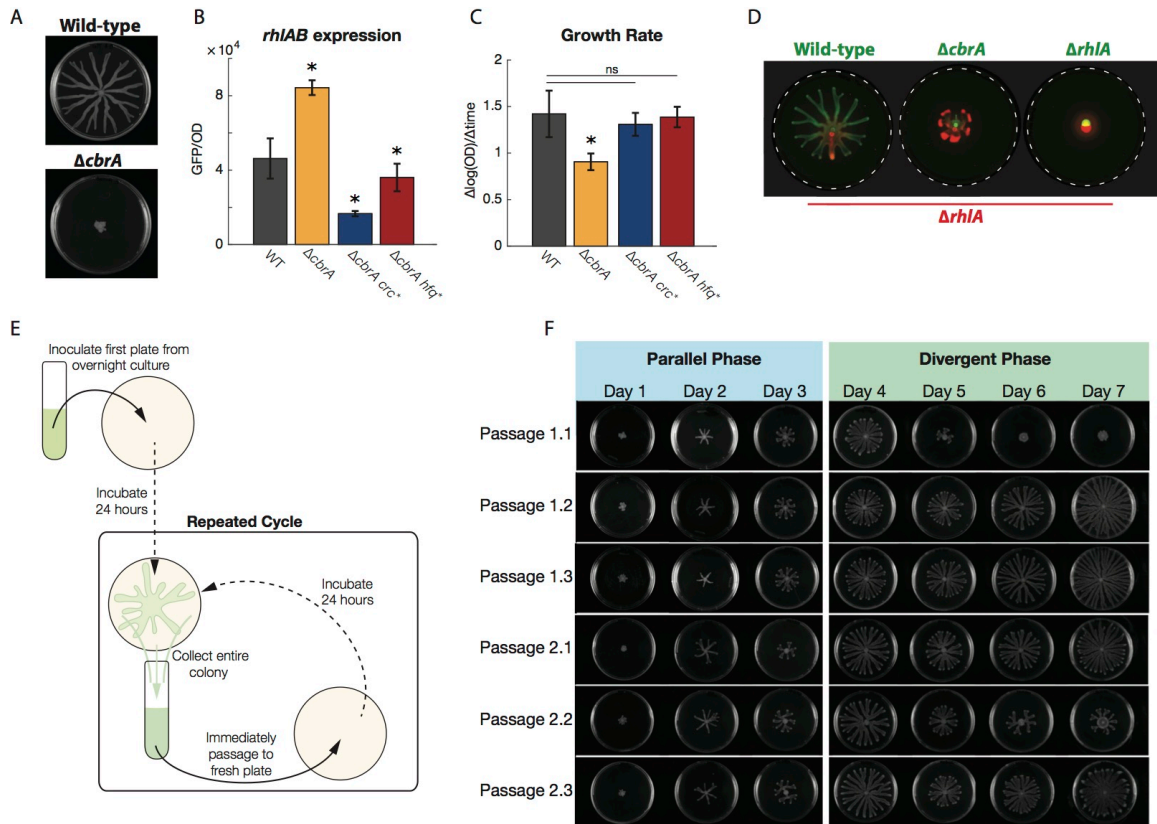 A
Wild-type
ΔcbrA
B
rhlAB expression
× 10⁴
GFP/OD
8
4
0
WT
ΔcbrA
ΔcbrA crc*
ΔcbrA hfq*
*
*
*
C
Growth Rate
Δlog(OD)/Δtime
2
1.5
1
0.5
0
ns
*
WT
ΔcbrA
ΔcbrA crc*
ΔcbrA hfq*
D
Wild-type
ΔcbrA
ΔrhlA
ΔrhlA
E
Inoculate first plate from
overnight culture
Incubate
24 hours
Repeated Cycle
Incubate
24 hours
Collect entire
colony
Immediately
passage to
fresh plate
F
Parallel Phase
Divergent Phase
Day 1
Day 2
Day 3
Day 4
Day 5
Day 6
Day 7
Passage 1.1
Passage 1.2
Passage 1.3
Passage 2.1
Passage 2.2
Passage 2.3